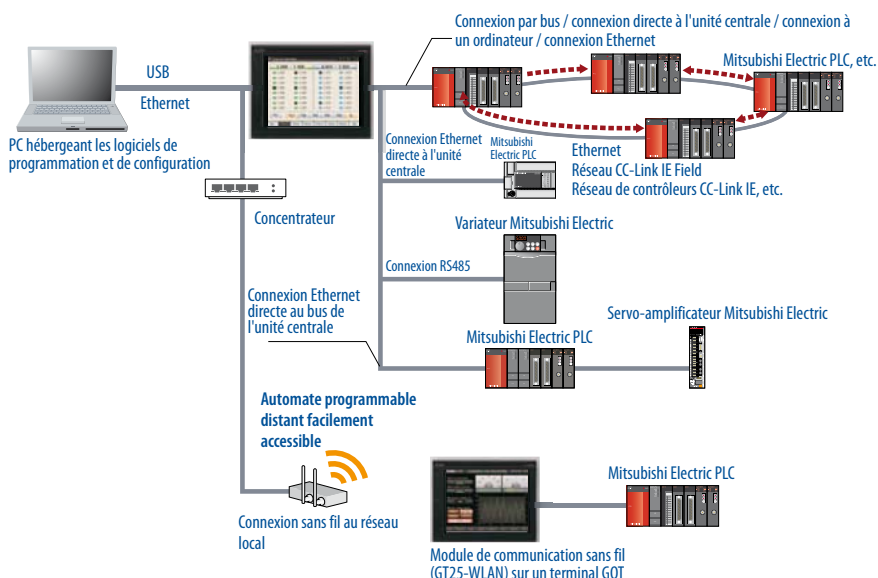 Connexion par bus / connexion directe à l'unité centrale / connexion à
un ordinateur / connexion Ethernet
Mitsubishi Electric PLC, etc.
USB
Ethernet
PC hébergeant les logiciels de
programmation et de configuration
Connexion Ethernet
directe à l'unité
centrale
Mitsubishi
Electric PLC
Ethernet
Réseau CC-Link IE Field
Réseau de contrôleurs CC-Link IE, etc.
Concentrateur
Variateur Mitsubishi Electric
Connexion RS485
Connexion Ethernet
directe au bus de
l'unité centrale
Servo-amplificateur Mitsubishi Electric
Mitsubishi Electric PLC
Automate programmable
distant facilement
accessible
Mitsubishi Electric PLC
Connexion sans fil au réseau
local
Module de communication sans fil
(GT25-WLAN) sur un terminal GOT